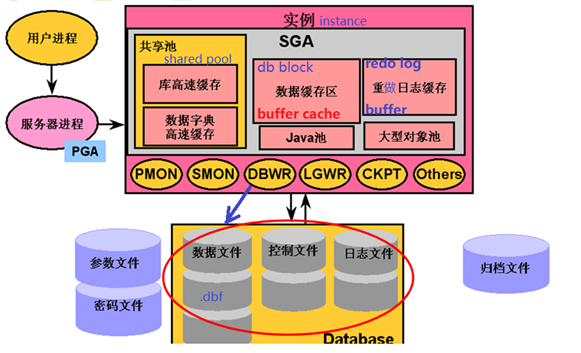 实例 instance
用户进程
SGA
共享池
shared pool
库高速缓存
数据字典
高速缓存
db block
数据缓存区
buffer cache
redo log
重做日志缓存
buffer
Java池
大型对象池
服务器进程
PGA
PMON
SMON
DBWR
LGWR
CKPT
Others
参数文件
密码文件
数据文件
.dbf
控制文件
日志文件
归档文件
Database